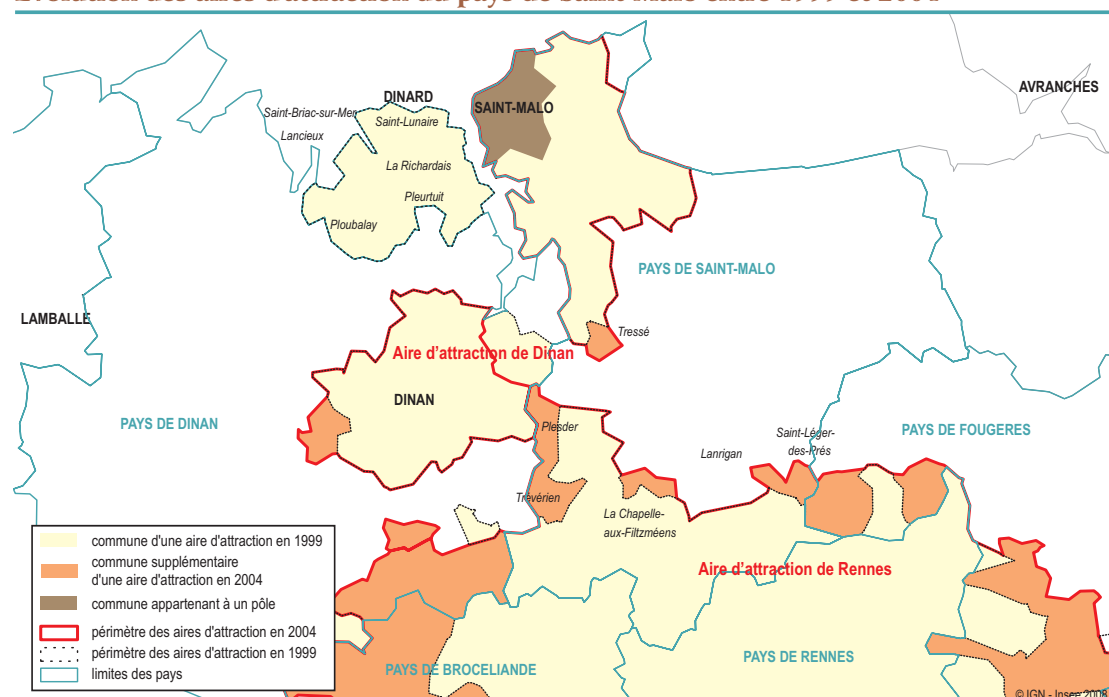 DINARD
AVRANCHES
SAINT-MALO
Saint-Briac-sur-Mer
Saint-Lunaire
Lancieux
La Richardais
Pleurtuit
Ploubalay
PAYS DE SAINT-MALO
LAMBALLE
Tressé
Aire d'attraction de Dinan
DINAN
PAYS DE DINAN
Plesder
Lanrigan
Saint-Léger-
des-Prés
PAYS DE FOUGERES
Trévérien
La Chapelle-
aux-Filtzméens
Aire d'attraction de Rennes
PAYS DE BROCELIANDE
PAYS DE RENNES
commune d'une aire d'attraction en 1999
commune supplémentaire
d'une aire d'attraction en 2004
commune appartenant à un pôle
périmètre des aires d'attraction en 2004
périmètre des aires d'attraction en 1999
limites des pays
© IGN - Insee